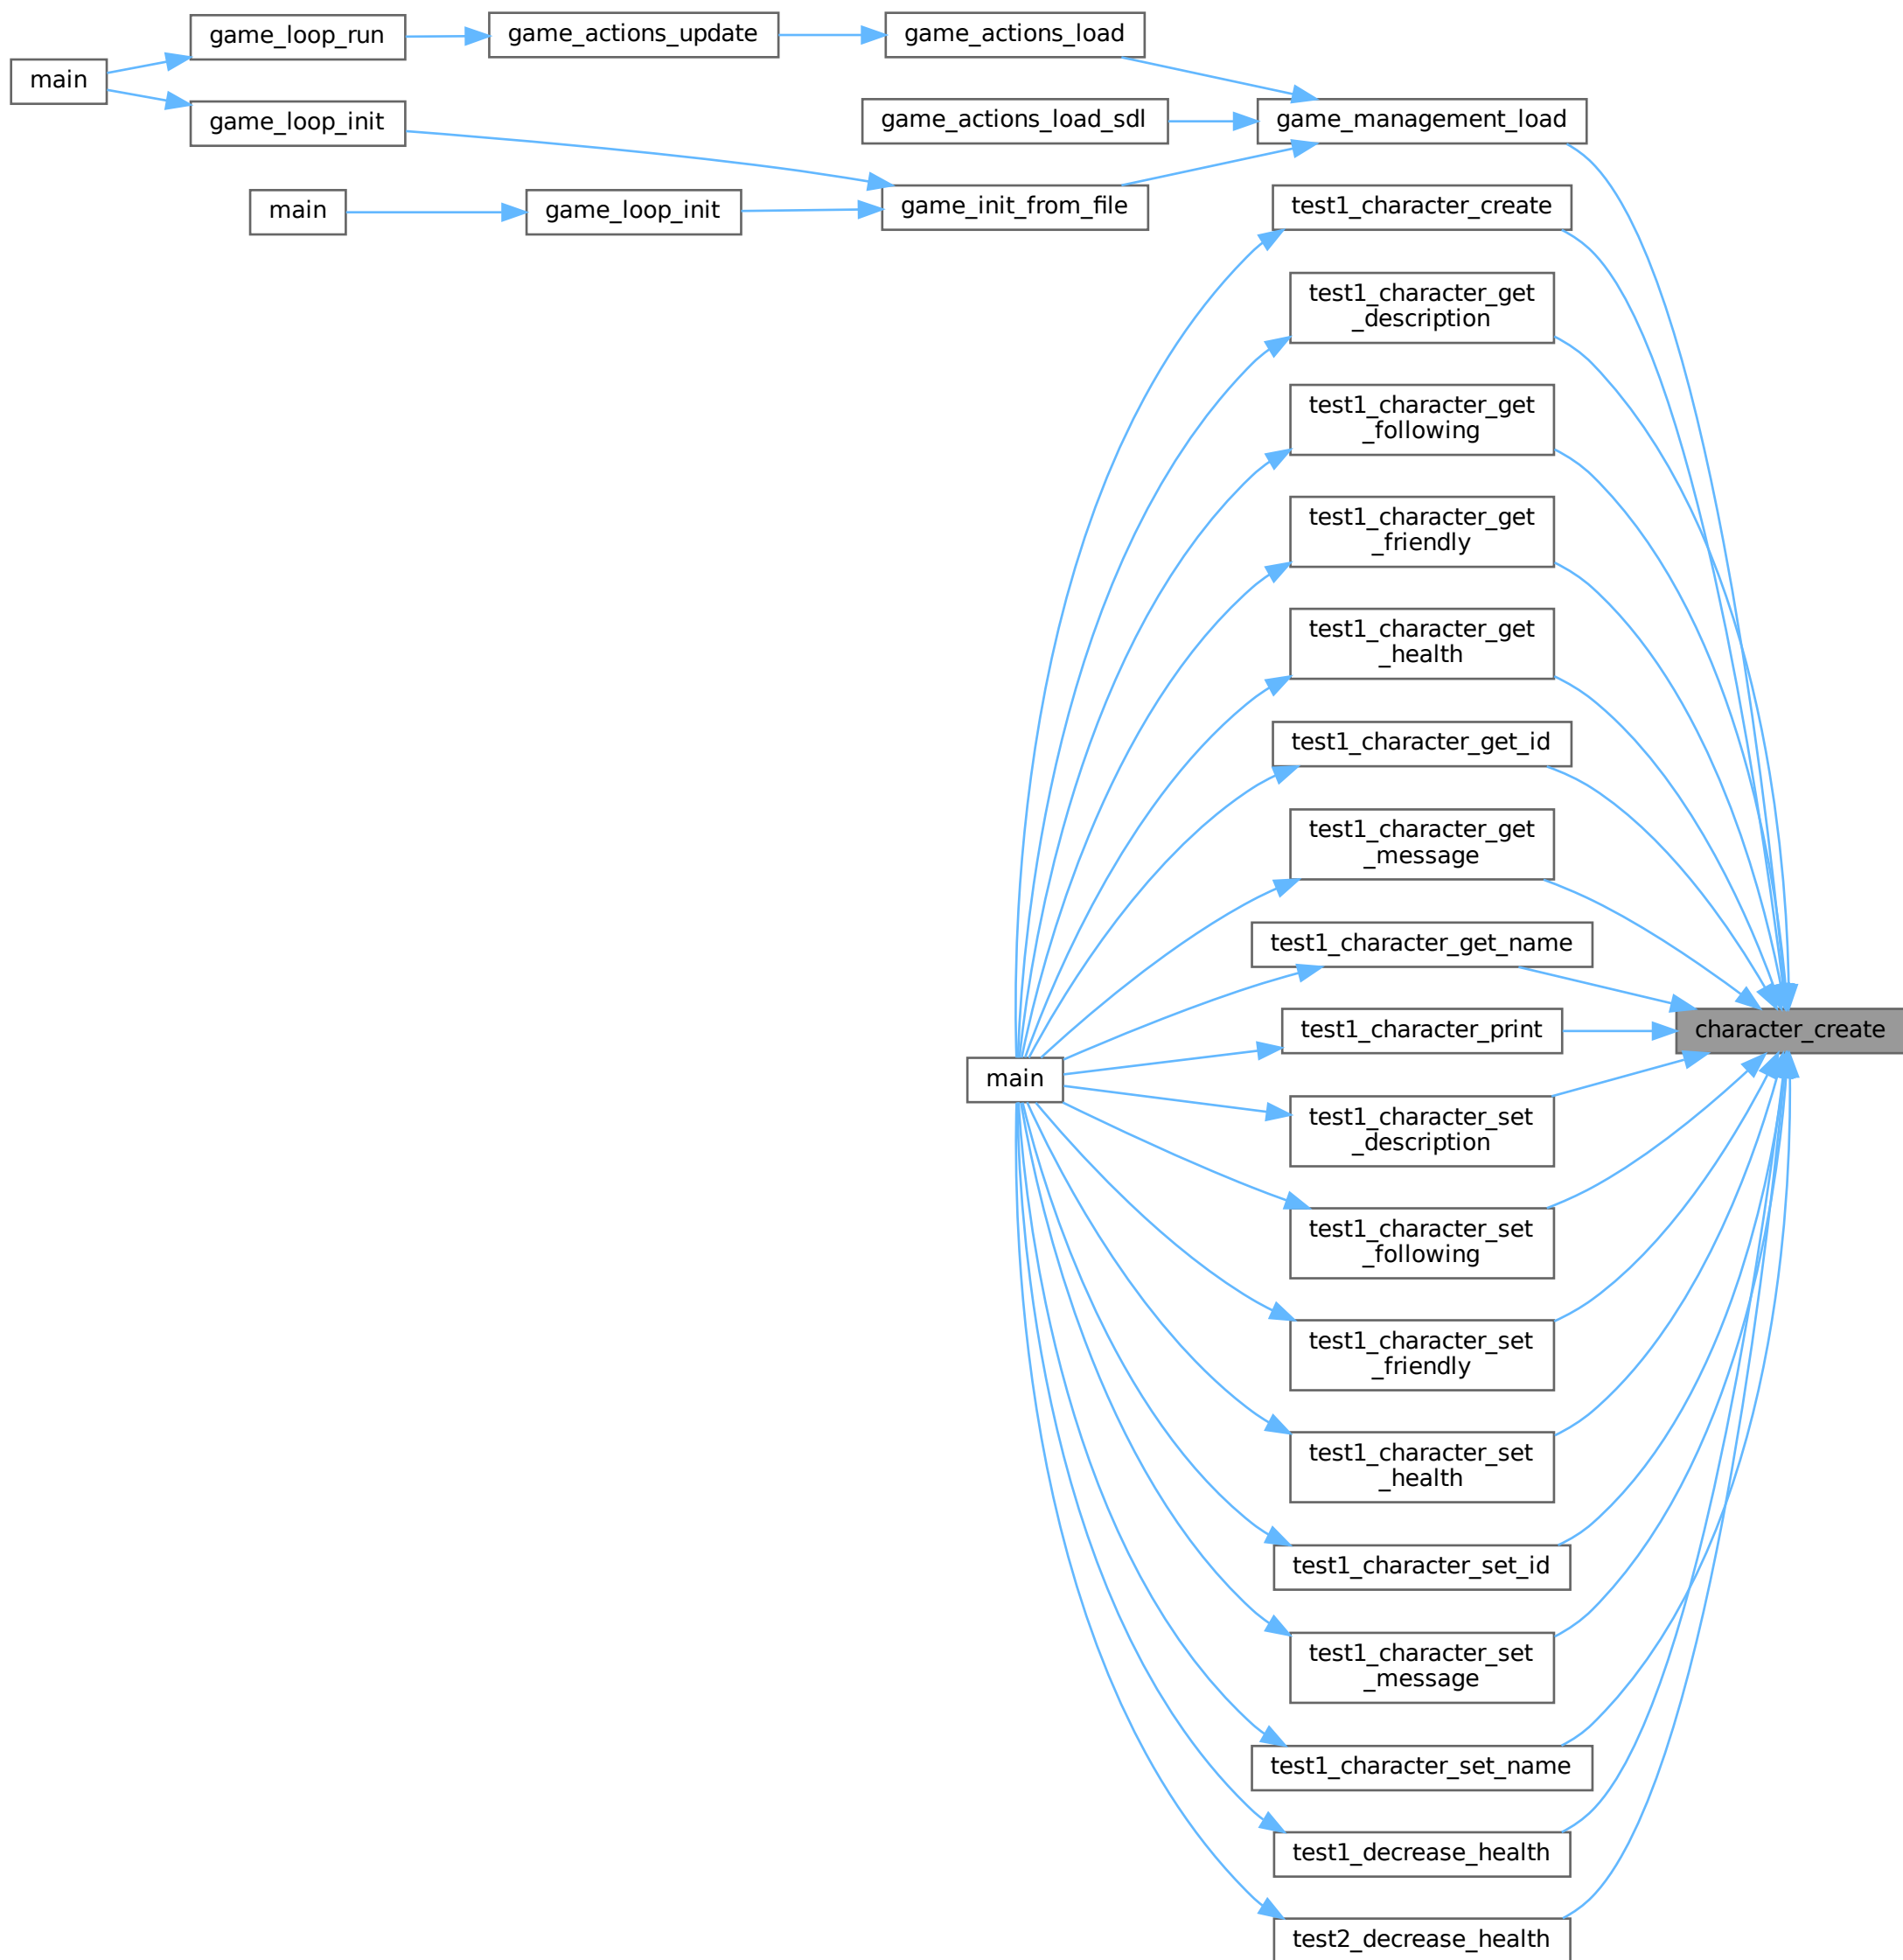 game_loop_run
game_actions_update
game_actions_load
main
game_loop_init
game_actions_load_sdl
game_management_load
main
game_loop_init
game_init_from_file
test1_character_create
test1_character_get
_description
test1_character_get
_following
test1_character_get
_friendly
test1_character_get
_health
test1_character_get_id
test1_character_get
_message
test1_character_get_name
test1_character_print
character_create
main
test1_character_set
_description
test1_character_set
_following
test1_character_set
_friendly
test1_character_set
_health
test1_character_set_id
test1_character_set
_message
test1_character_set_name
test1_decrease_health
test2_decrease_health